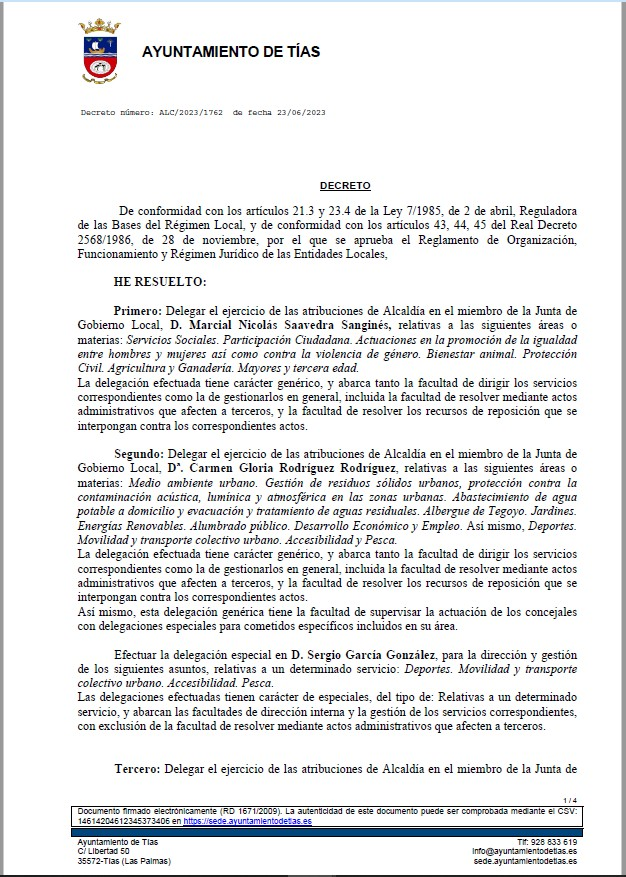 AYUNTAMIENTO DE TÍAS
Decreto número: ALC/2023/1762 de fecha 23/06/2023
DECRETO
De conformidad con los artículos 21.3 y 23.4 de la Ley 7/1985, de 2 de abril, Reguladora
de las Bases del Régimen Local, y de conformidad con los artículos 43, 44, 45 del Real Decreto
2568/1986, de 28 de noviembre, por el que se aprueba el Reglamento de Organización,
Funcionamiento y Régimen Jurídico de las Entidades Locales,
HE RESUELTO:
Primero: Delegar el ejercicio de las atribuciones de Alcaldía en el miembro de la Junta de
Gobierno Local, D. Marcial Nicolás Saavedra Sanginés, relativas a las siguientes áreas o
materias: Servicios Sociales. Participación Ciudadana. Actuaciones en la promoción de la igualdad
entre hombres y mujeres así como contra la violencia de género. Bienestar animal. Protección
Civil. Agricultura y Ganadería. Mayores y tercera edad.
La delegación efectuada tiene carácter genérico, y abarca tanto la facultad de dirigir los servicios
correspondientes como la de gestionarlos en general, incluida la facultad de resolver mediante actos
administrativos que afecten a terceros, y la facultad de resolver los recursos de reposición que se
interpongan contra los correspondientes actos.
Segundo: Delegar el ejercicio de las atribuciones de Alcaldía en el miembro de la Junta de
Gobierno Local, Dª. Carmen Gloria Rodríguez Rodríguez, relativas a las siguientes áreas o
materias: Medio ambiente urbano. Gestión de residuos sólidos urbanos, protección contra la
contaminación acústica, lumínica y atmosférica en las zonas urbanas. Abastecimiento de agua
potable a domicilio y evacuación y tratamiento de aguas residuales. Albergue de Tegoyo. Jardines.
Energías Renovables. Alumbrado público. Desarrollo Económico y Empleo. Así mismo, Deportes.
Movilidad y transporte colectivo urbano. Accesibilidad y Pesca.
La delegación efectuada tiene carácter genérico, y abarca tanto la facultad de dirigir los servicios
correspondientes como la de gestionarlos en general, incluida la facultad de resolver mediante actos
administrativos que afecten a terceros, y la facultad de resolver los recursos de reposición que se
interpongan contra los correspondientes actos.
Así mismo, esta delegación genérica tiene la facultad de supervisar la actuación de los concejales
con delegaciones especiales para cometidos específicos incluidos en su área.
Efectuar la delegación especial en D. Sergio García González, para la dirección y gestión
de los siguientes asuntos, relativas a un determinado servicio: Deportes. Movilidad y transporte
colectivo urbano. Accesibilidad. Pesca.
Las delegaciones efectuadas tienen carácter de especiales, del tipo de: Relativas a un determinado
servicio, y abarcan las facultades de dirección interna y la gestión de los servicios correspondientes,
con exclusión de la facultad de resolver mediante actos administrativos que afecten a terceros.
Tercero: Delegar el ejercicio de las atribuciones de Alcaldía en el miembro de la Junta de
1 / 4
Documento firmado electrónicamente (RD 1671/2009). La autenticidad de este documento puede ser comprobada mediante el CSV:
14614204612345373406 en https://sede.ayuntamientodetias.es
Ayuntamiento de Tías
C/ Libertad 50
35572-Tías (Las Palmas)
Tlf: 928 833 619
info@ayuntamientodetias.es
sede.ayuntamientodetias.es